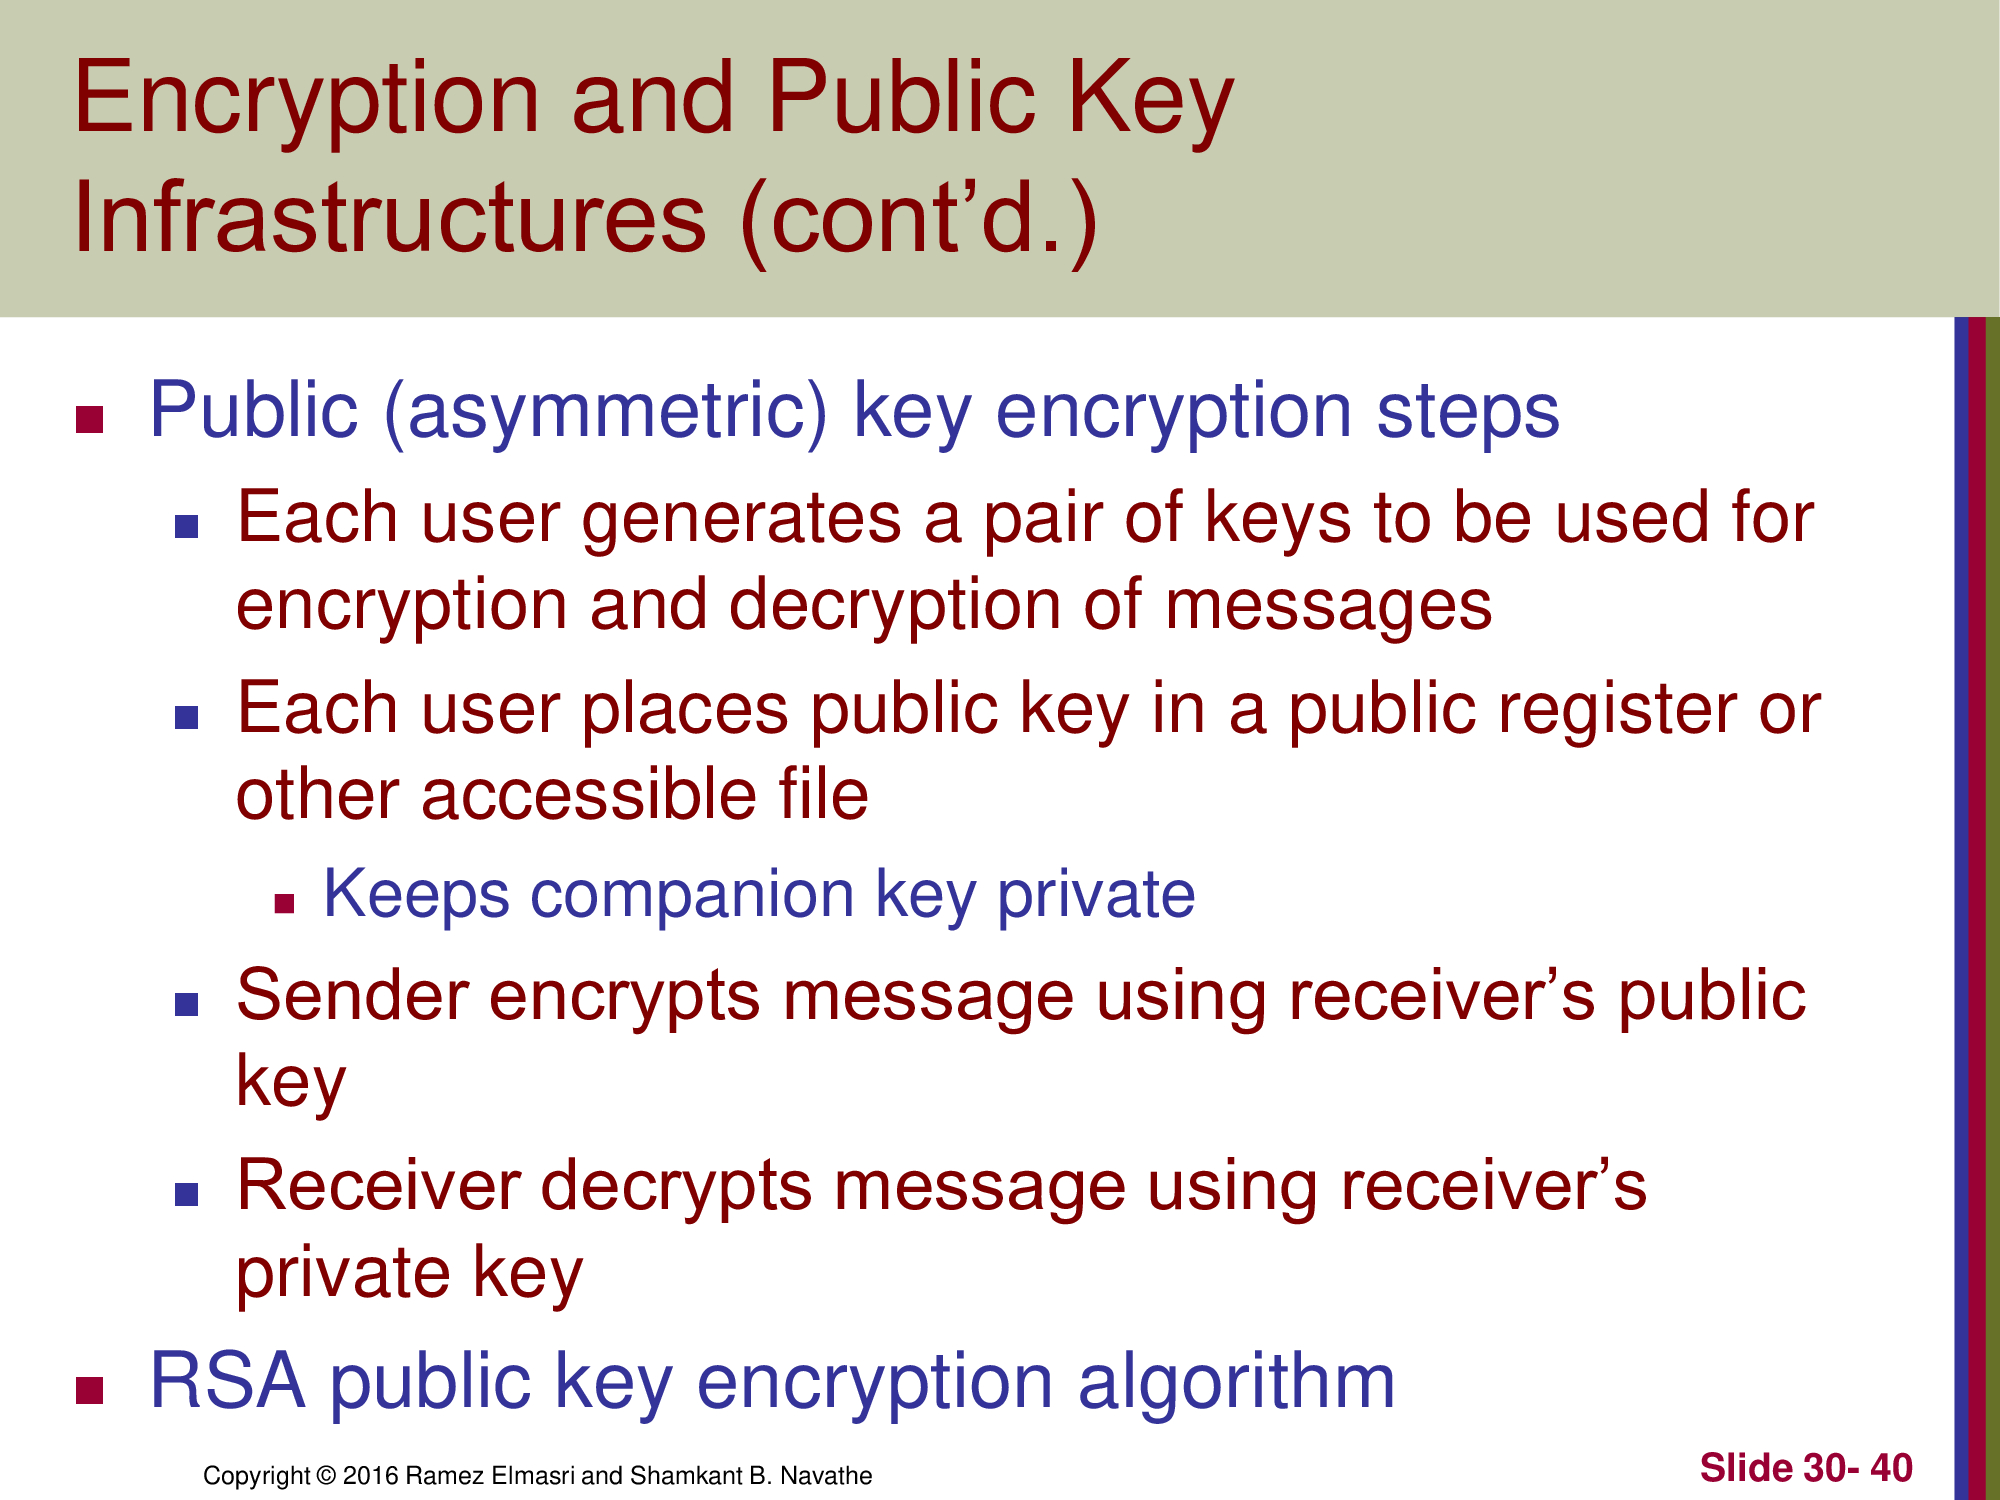 Encryption and Public Key
Infrastructures (cont’d.)
Public (asymmetric) key encryption steps
Each user generates a pair of keys to be used for
encryption and decryption of messages
Each user places public key in a public register or
other accessible file
Keeps companion key private
Sender encrypts message using receiver’s public
key
Receiver decrypts message using receiver’s
private key
RSA public key encryption algorithm
Copyright © 2016 Ramez Elmasri and Shamkant B. Navathe
Slide 30- 40